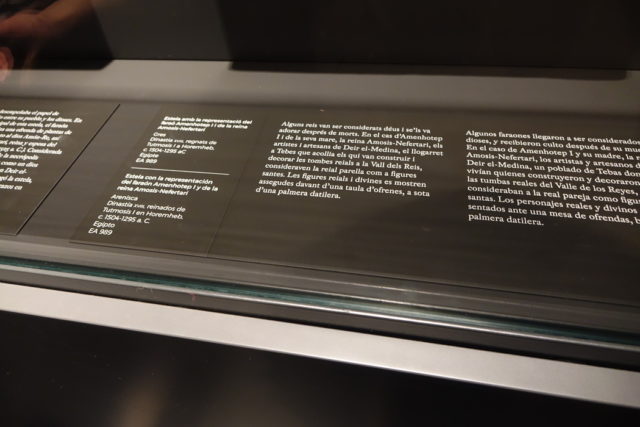 Acompañaba el papel de
Estela amb la representació del
faraó Amenhotep I i de la reina
Amosis-Nefertari
Gres
Dinastia XVIII, regnats de
Tutmosis I e Horemheb,
c. 1504-1295 aC
Egipte
EA 989
Estela con la representación
del faraón Amenhotep I y de la
reina Amosis-Nefertari
Arenisca
Dinastía XVIII, reinados de
Tutmosis I en Horemheb,
c. 1504-1295 a. C.
Egipto
EA 989
Alguns reis van ser considerats déus i se'ls va
adorar després de morts. En el cas d'Amenhotep
I i de la seva mare, la reina Amosis-Nefertari, els
artistes i artesans de Deir el-Medina, el llogarret
a Tebes que acollia els qui van construir i
decorar les tombes reials a la Vall dels Reis,
consideraven la reial parella com a figures
santes. Les figures reials i divines es mostren
assegudes davant d'una taula d'ofrenes, a sota
d'una palmera datilera.
Algunos faraones llegaron a ser considerados
dioses, y recibieron culto después de su
En el caso de Amenhotep I y su madre, la
Amosis-Nefertari, los artistas y artesanos d
Deir el-Medina, un poblado de Tebas don
vivían quienes construyeron y decoraron
las tumbas reales del Valle de los Reyes,
consideraban a la real pareja como figura
santas. Los personajes reales y divinos
sentados ante una mesa de ofrendas, b
palmera datilera.